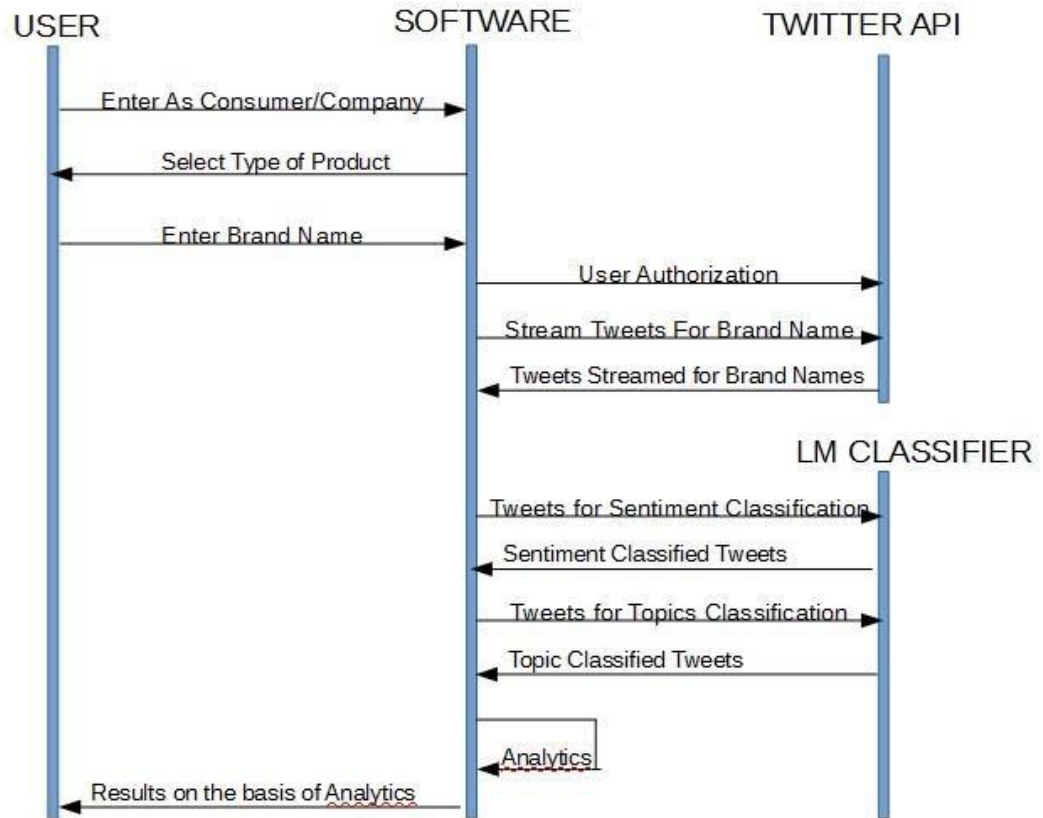 USER
SOFTWARE
TWITTER API
Enter As Consumer/Company
Select Type of Product
Enter Brand Name
User Authorization
Stream Tweets For Brand Name
Tweets Streamed for Brand Names
LM CLASSIFIER
Tweets for Sentiment Classification
Sentiment Classified Tweets
Tweets for Topics Classification
Topic Classified Tweets
Analytics
Results on the basis of Analytics